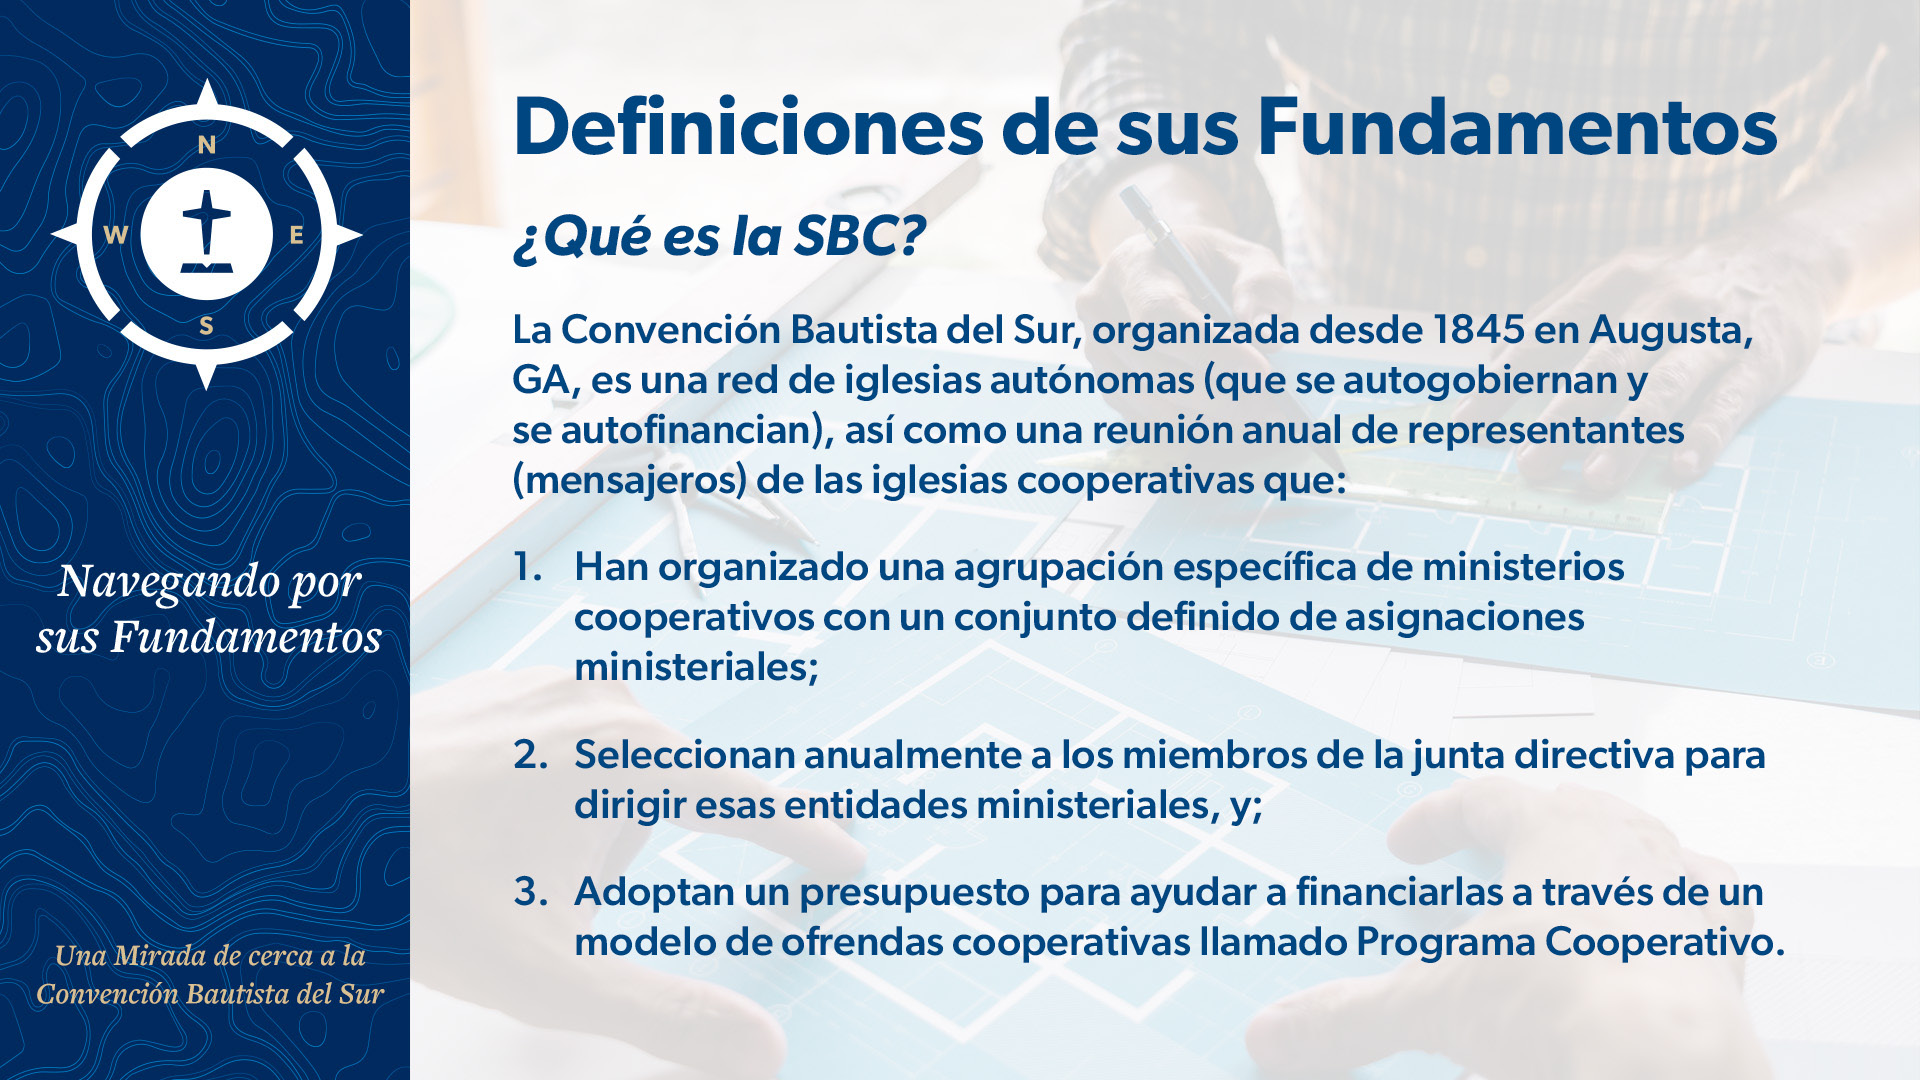 N
W
E
S
Navegando por
sus Fundamentos
Una Mirada de cerca a la
Convención Bautista del Sur
Definiciones de sus Fundamentos
¿Qué es la SBC?
La Convención Bautista del Sur, organizada desde 1845 en Augusta,
GA, es una red de iglesias autónomas (que se autogobiernan y
se autofinancian), así como una reunión anual de representantes
(mensajeros) de las iglesias cooperativas que:
1. Han organizado una agrupación específica de ministerios
cooperativos con un conjunto definido de asignaciones
ministeriales;
2. Seleccionan anualmente a los miembros de la junta directiva para
dirigir esas entidades ministeriales, y;
3. Adoptan un presupuesto para ayudar a financiarlas a través de un
modelo de ofrendas cooperativas llamado Programa Cooperativo.